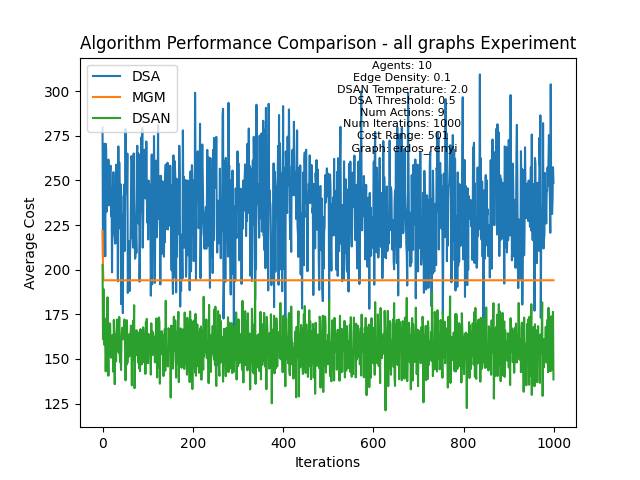 Algorithm Performance Comparison - all graphs Experiment
DSA
MGM
DSAN
Agents: 10
Edge Density: 0.1
DSAN Temperature: 2.0
DSA Threshold: 0.5
Num Actions: 9
Num Iterations: 1000
Cost Range: 501
Graph: erdos_renyi
300
275
250
225
200
175
150
125
Average Cost
0
200
400
600
800
1000
Iterations